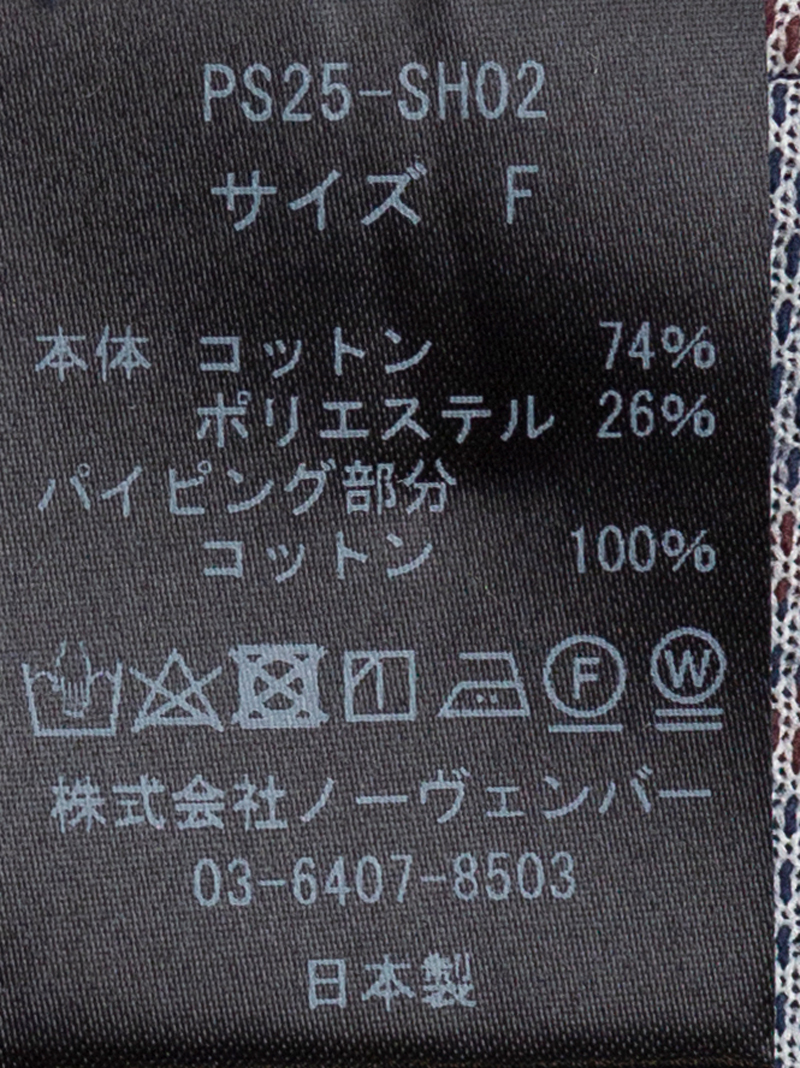 PS25-SH02
サイズ F
本体 コットン 74%
ポリエステル 26%
パイピング部分
コットン 100%
F W
株式会社ノーヴェンバー
03-6407-8503
日本製